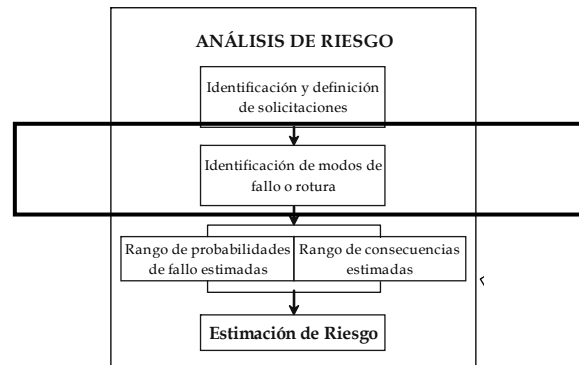 ANÁLISIS DE RIESGO
Identificación y definición
de solicitaciones
Identificación de modos de
fallo o rotura
Rango de probabilidades
de fallo estimadas
Rango de consecuencias
estimadas
Estimación de Riesgo